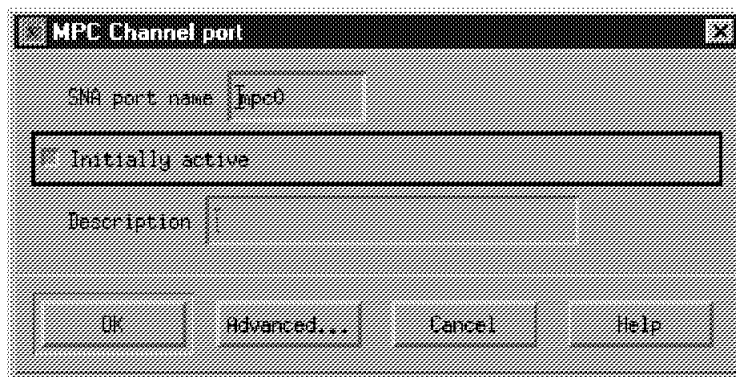 MPC Channel port
SNA port name mpc0
Initially active
Description
OK Advanced... Cancel Help